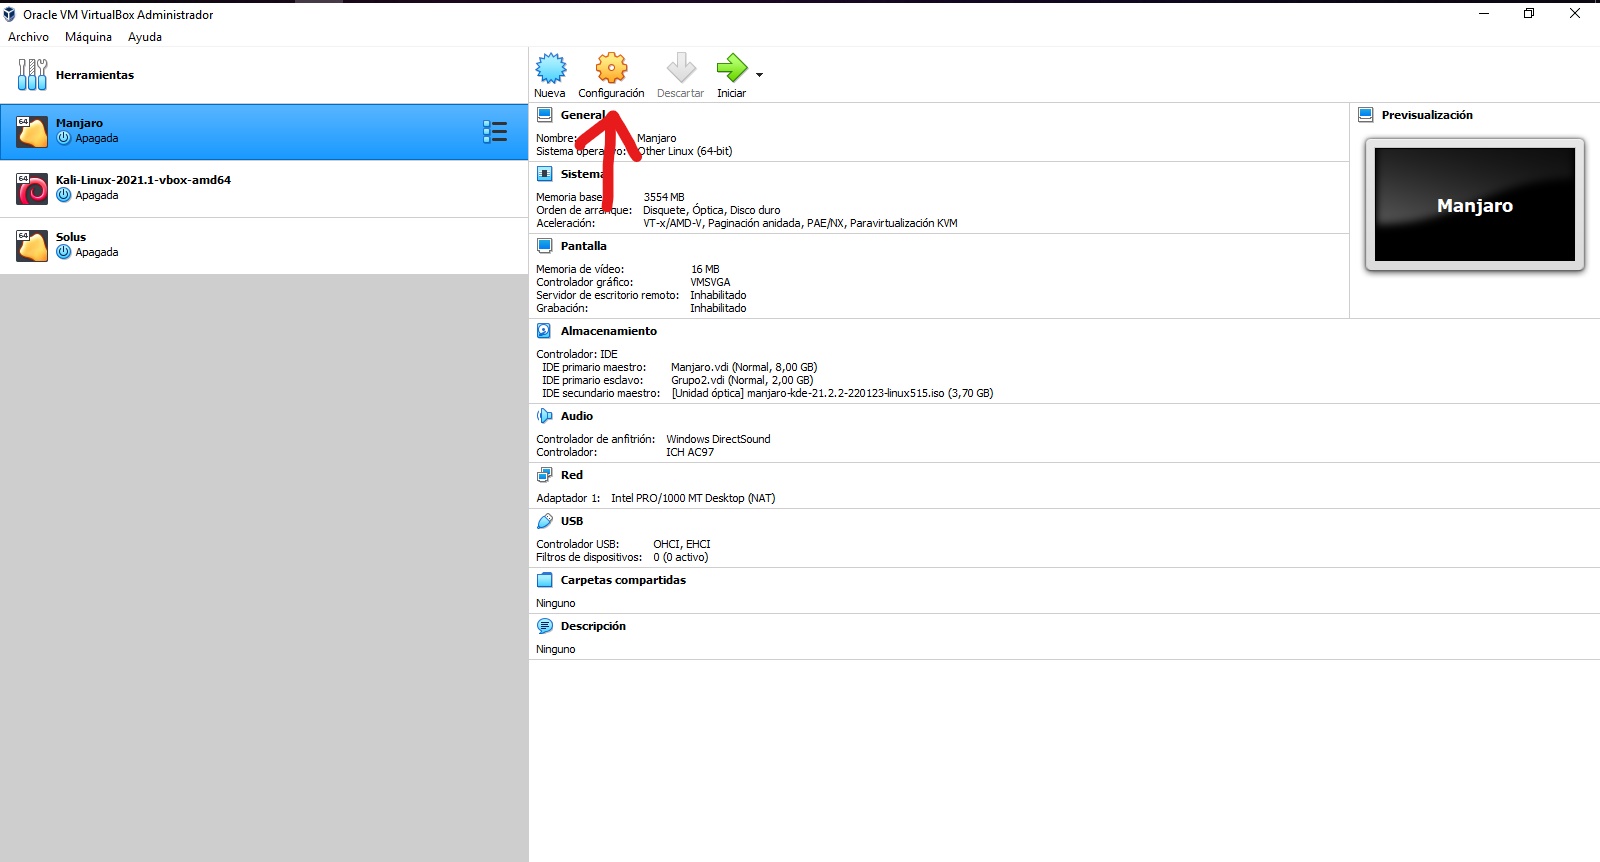 Oracle VM VirtualBox Administrador
Archivo Máquina Ayuda
Herramientas
64
Manjaro
Apagada
64
Kali-Linux-2021.1-vbox-amd64
Apagada
64
Solus
Apagada
Nueva Configuración Descartar Iniciar
General
Nombre: Manjaro
Sistema operativo: Other Linux (64-bit)
Sistema
Memoria base: 3554 MB
Orden de arranque: Disquete, Óptica, Disco duro
Aceleración: VT-x/AMD-V, Paginación anidada, PAE/NX, Paravirtualización KVM
Pantalla
Memoria de vídeo: 16 MB
Controlador gráfico: VMSVGA
Servidor de escritorio remoto: Inhabilitado
Grabación: Inhabilitado
Almacenamiento
Controlador: IDE
IDE primario maestro: Manjaro.vdi (Normal, 8,00 GB)
IDE primario esclavo: Grupo2.vdi (Normal, 2,00 GB)
IDE secundario maestro: [Unidad óptica] manjaro-kde-21.2.2-220123-linux515.iso (3,70 GB)
Audio
Controlador de anfitrión: Windows DirectSound
Controlador: ICH AC97
Red
Adaptador 1: Intel PRO/1000 MT Desktop (NAT)
USB
Controlador USB: OHCI, EHCI
Filtros de dispositivos: 0 (0 activo)
Carpetas compartidas
Ninguno
Descripción
Ninguno
Previsualización
Manjaro